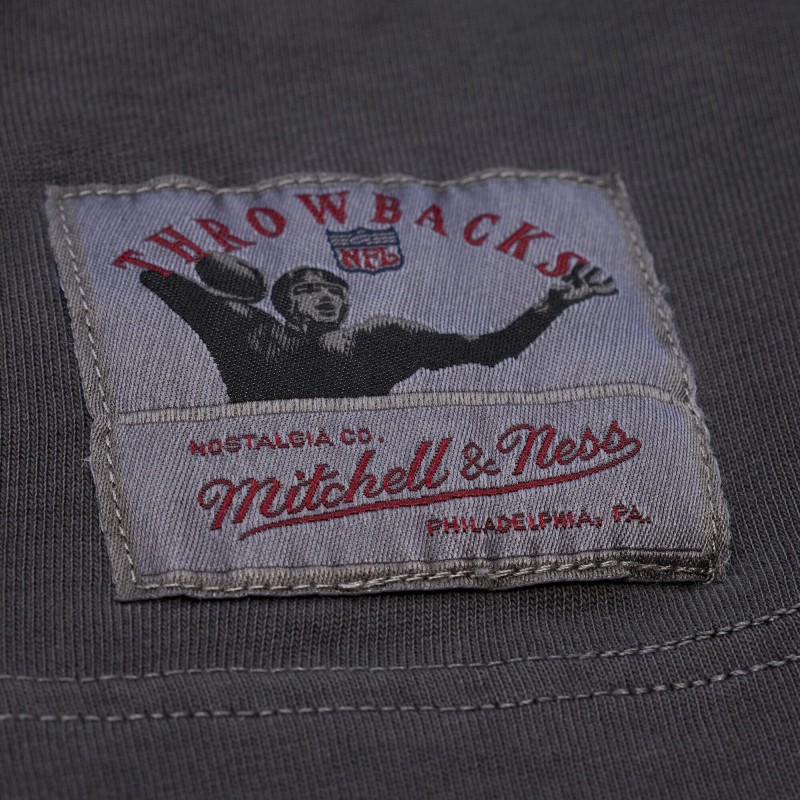 THROWBACKS
NFL
NOSTALGIA CO.
Mitchell & Ness
PHILADELPHIA, PA.